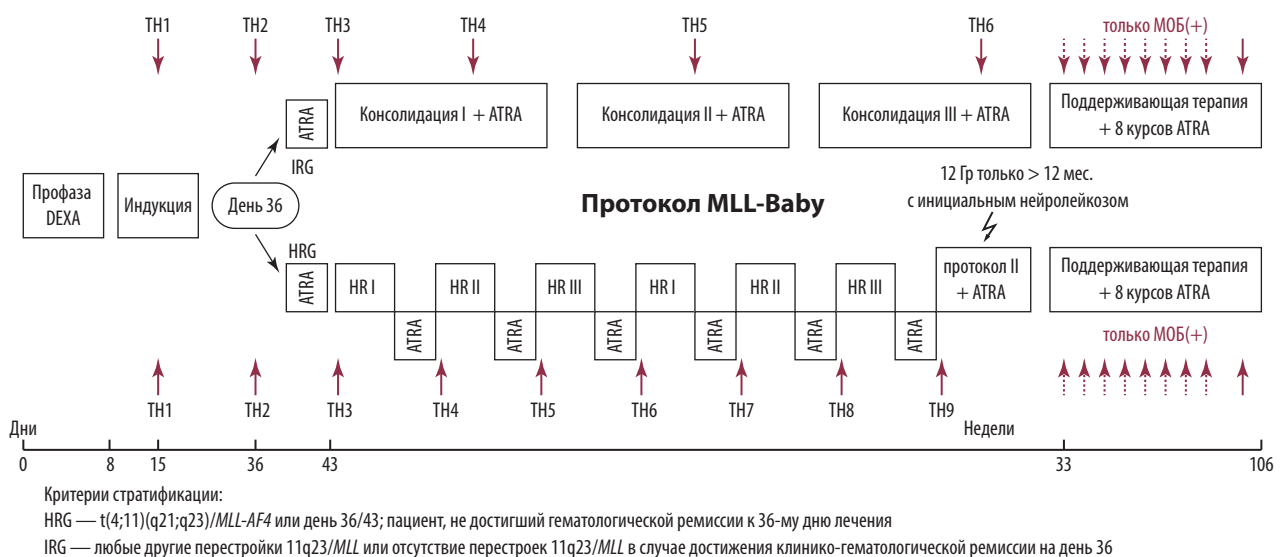 ТН1 ТН2 ТН3 ТН4 ТН5 ТН6 только МОБ(+)
ATRA
Консолидация I + ATRA
Консолидация II + ATRA
Консолидация III + ATRA
Поддерживающая терапия
+ 8 курсов ATRA
IRG
Профаза
DEXA
Индукция
День 36
Протокол MLL-Baby
12 Гр только > 12 мес.
с инициальным нейролейкозом
HRG
ATRA
HR I
HR II
HR III
HR I
HR II
HR III
протокол II
+ ATRA
Поддерживающая терапия
+ 8 курсов ATRA
ATRA
ATRA
ATRA
ATRA
ATRA
ATRA
только МОБ(+)
ТН1 ТН2 ТН3 ТН4 ТН5 ТН6 ТН7 ТН8 ТН9
Дни Недели
0 8 15 36 43 33 106
Критерии стратификации:
HRG — t(4;11)(q21;q23)/MLL-AF4 или день 36/43; пациент, не достигший гематологической ремиссии к 36-му дню лечения
IRG — любые другие перестройки 11q23/MLL или отсутствие перестроек 11q23/MLL в случае достижения клинико-гематологической ремиссии на день 36